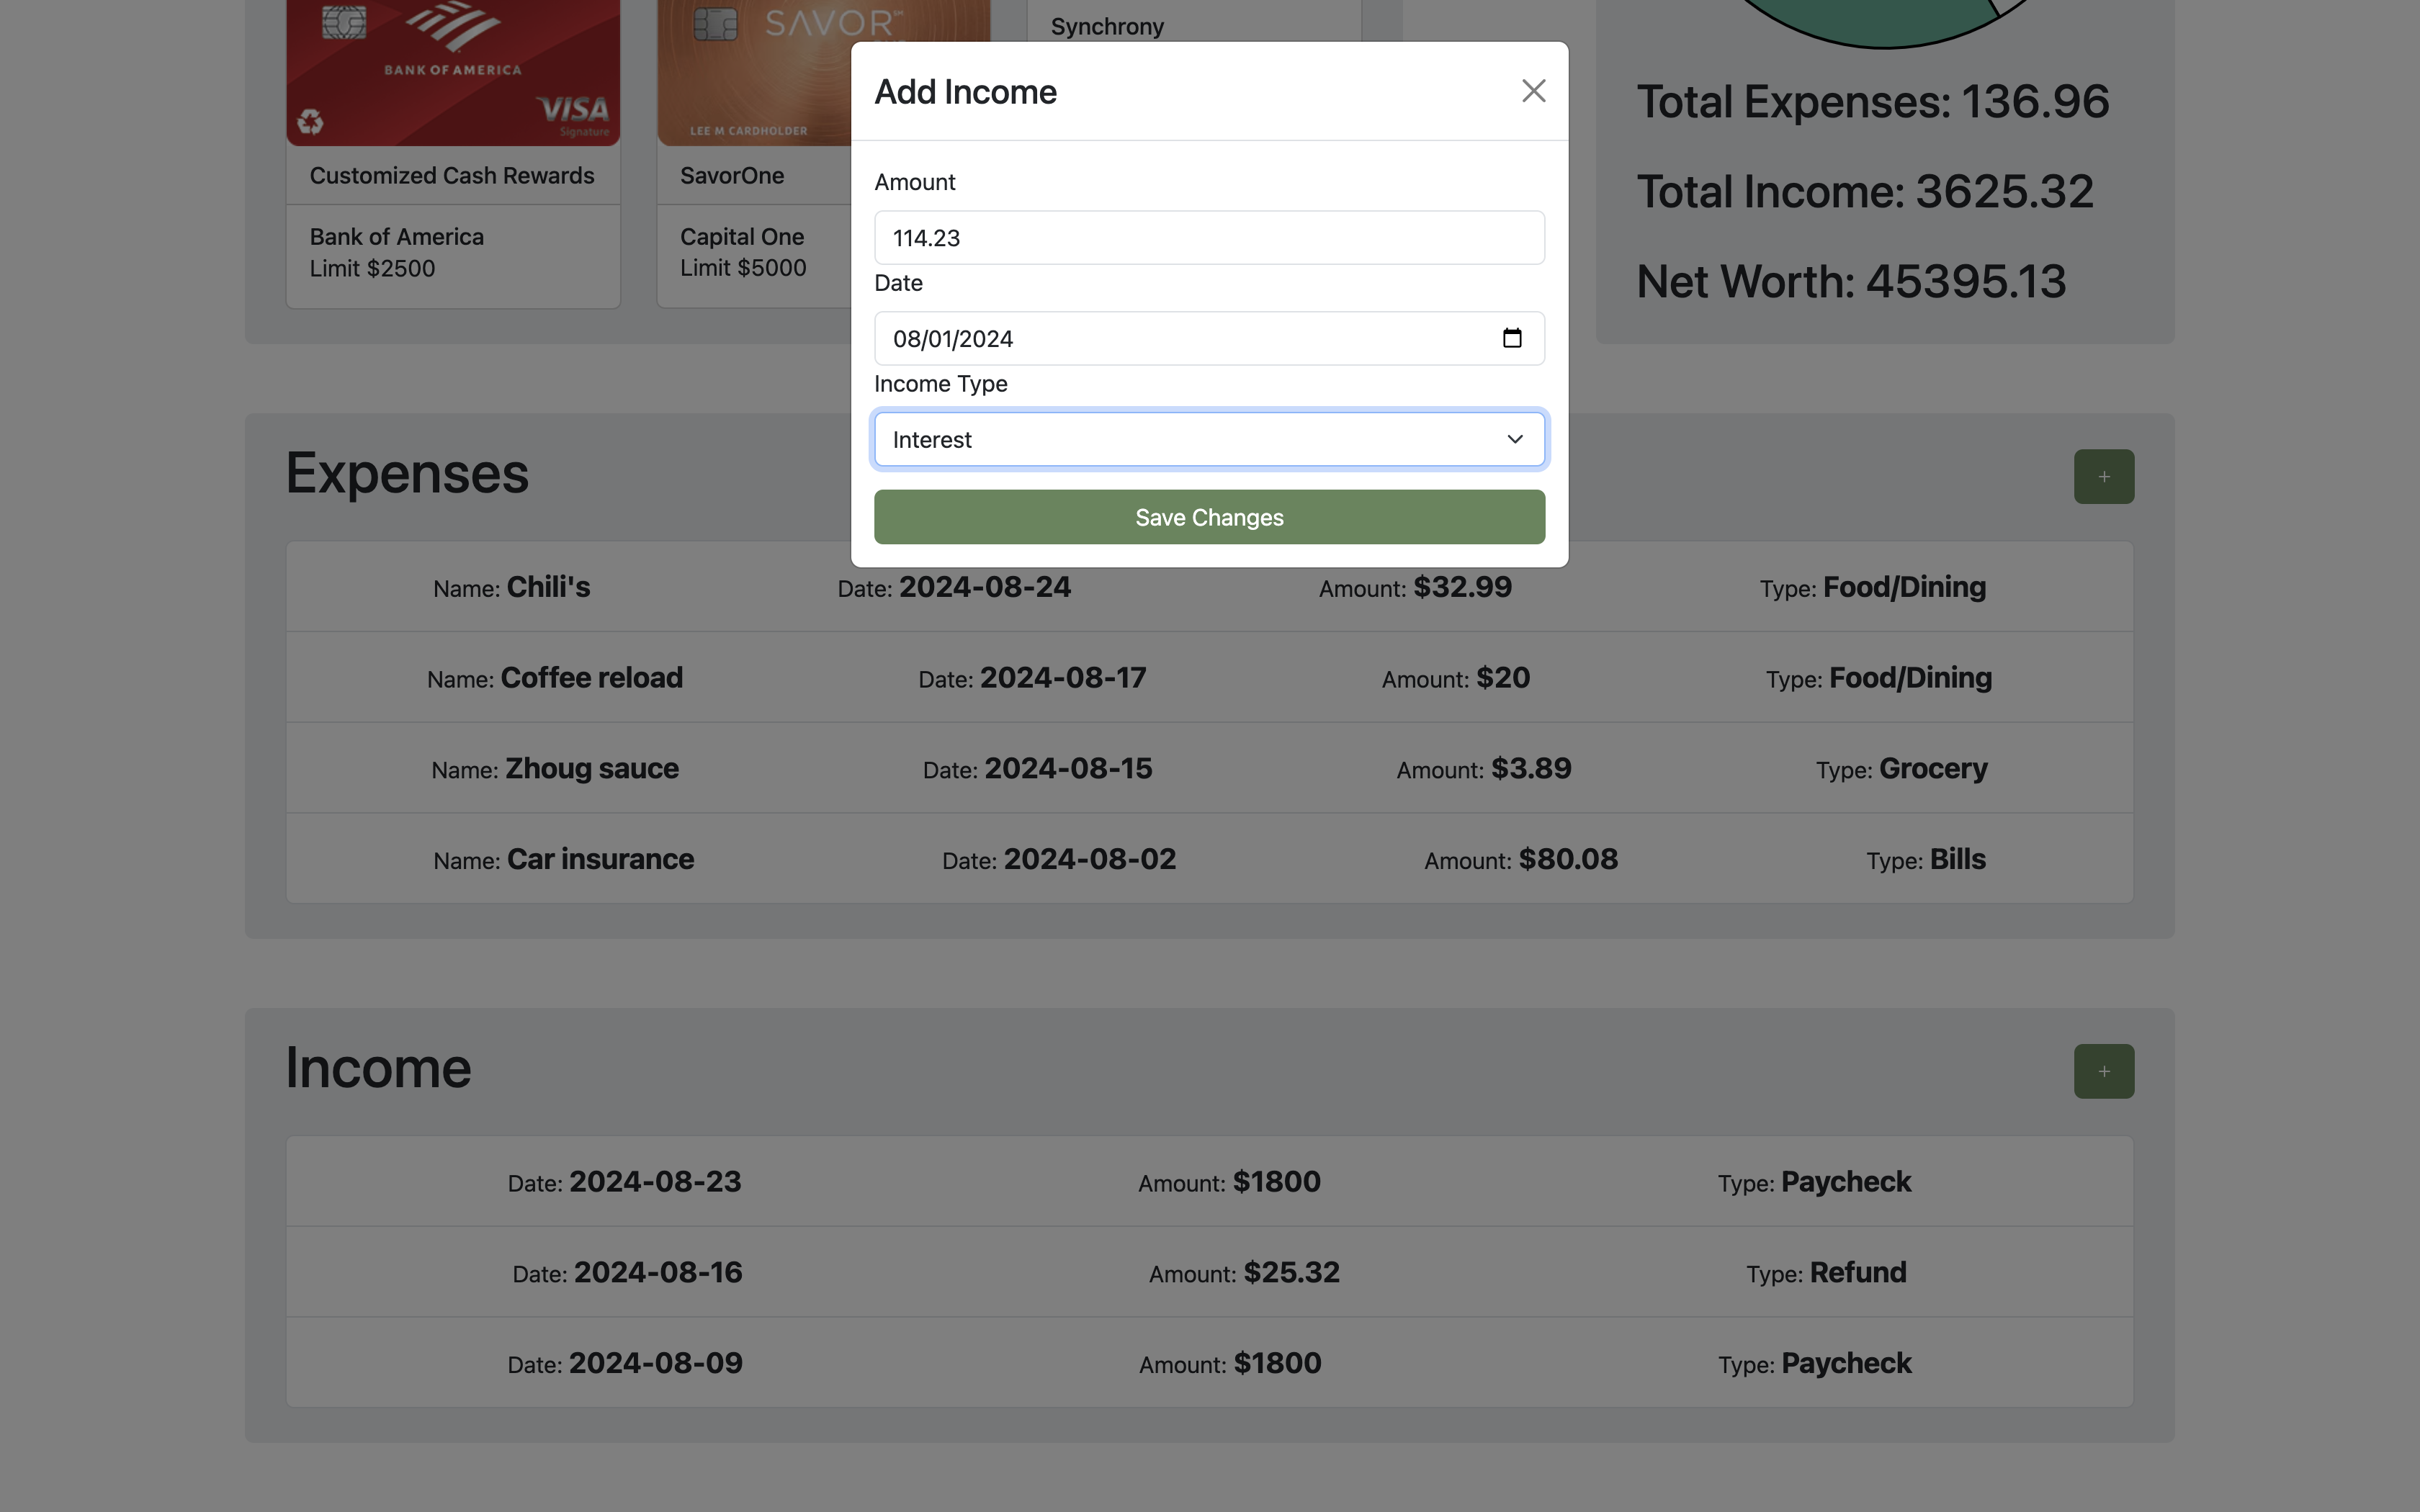 BANK OF AMERICA
VISA
Signature
Customized Cash Rewards
Bank of America
Limit $2500
SAVOR
LEE M CARDHOLDER
SavorOne
Capital One
Limit $5000
Synchrony
Add Income
Amount
114.23
Date
08/01/2024
Income Type
Interest
Save Changes
Total Expenses: 136.96
Total Income: 3625.32
Net Worth: 45395.13
Expenses
+
Name: Chili's Date: 2024-08-24 Amount: $32.99 Type: Food/Dining
Name: Coffee reload Date: 2024-08-17 Amount: $20 Type: Food/Dining
Name: Zhoug sauce Date: 2024-08-15 Amount: $3.89 Type: Grocery
Name: Car insurance Date: 2024-08-02 Amount: $80.08 Type: Bills
Income
+
Date: 2024-08-23 Amount: $1800 Type: Paycheck
Date: 2024-08-16 Amount: $25.32 Type: Refund
Date: 2024-08-09 Amount: $1800 Type: Paycheck